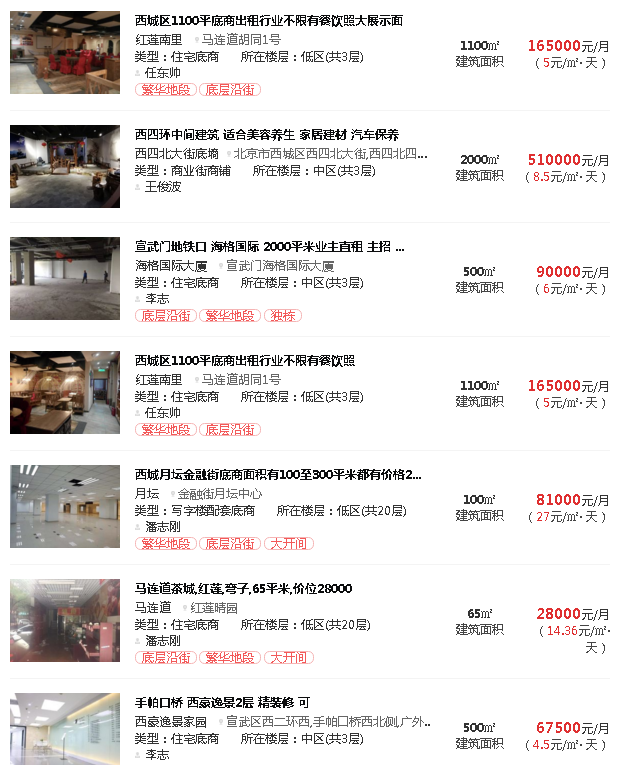 西城区1100平底商出租行业不限有餐饮照大展示面
红莲南里 马连道胡同1号
类型：住宅底商 所在楼层：低区(共3层)
任东帅
繁华地段 底层沿街
1100㎡
建筑面积
165000元/月
( 5元/㎡·天 )
西四环中间建筑 适合美容养生 家居建材 汽车保养
西四北大街底墒 北京市西城区西四北大街,西四北四...
类型：商业街商铺 所在楼层：中区(共3层)
王俊波
2000㎡
建筑面积
510000元/月
( 8.5元/㎡·天 )
宣武门地铁口 海格国际 2000平米业主直租 主招 ...
海格国际大厦 宣武门海格国际大厦
类型：住宅底商 所在楼层：中区(共3层)
李志
底层沿街 繁华地段 独栋
500㎡
建筑面积
90000元/月
( 6元/㎡·天 )
西城区1100平底商出租行业不限有餐饮照
红莲南里 马连道胡同1号
类型：住宅底商 所在楼层：低区(共3层)
任东帅
繁华地段 底层沿街
1100㎡
建筑面积
165000元/月
( 5元/㎡·天 )
西城月坛金融街底商面积有100至300平米都有价格2...
月坛 金融街月坛中心
类型：写字楼配套底商 所在楼层：低区(共20层)
潘志刚
繁华地段 底层沿街 大开间
100㎡
建筑面积
81000元/月
( 27元/㎡·天 )
马连道茶城,红莲,弯子,65平米,价位28000
马连道 红莲晴园
类型：住宅底商 所在楼层：低区(共20层)
潘志刚
底层沿街 繁华地段 大开间
65㎡
建筑面积
28000元/月
( 14.36元/㎡·
天 )
手帕口桥 西豪逸景2层 精装修 可
西豪逸景家园 宣武区西二环西,手帕口桥西北侧,广外..
类型：住宅底商 所在楼层：中区(共3层)
李志
500㎡
建筑面积
67500元/月
( 4.5元/㎡·天 )